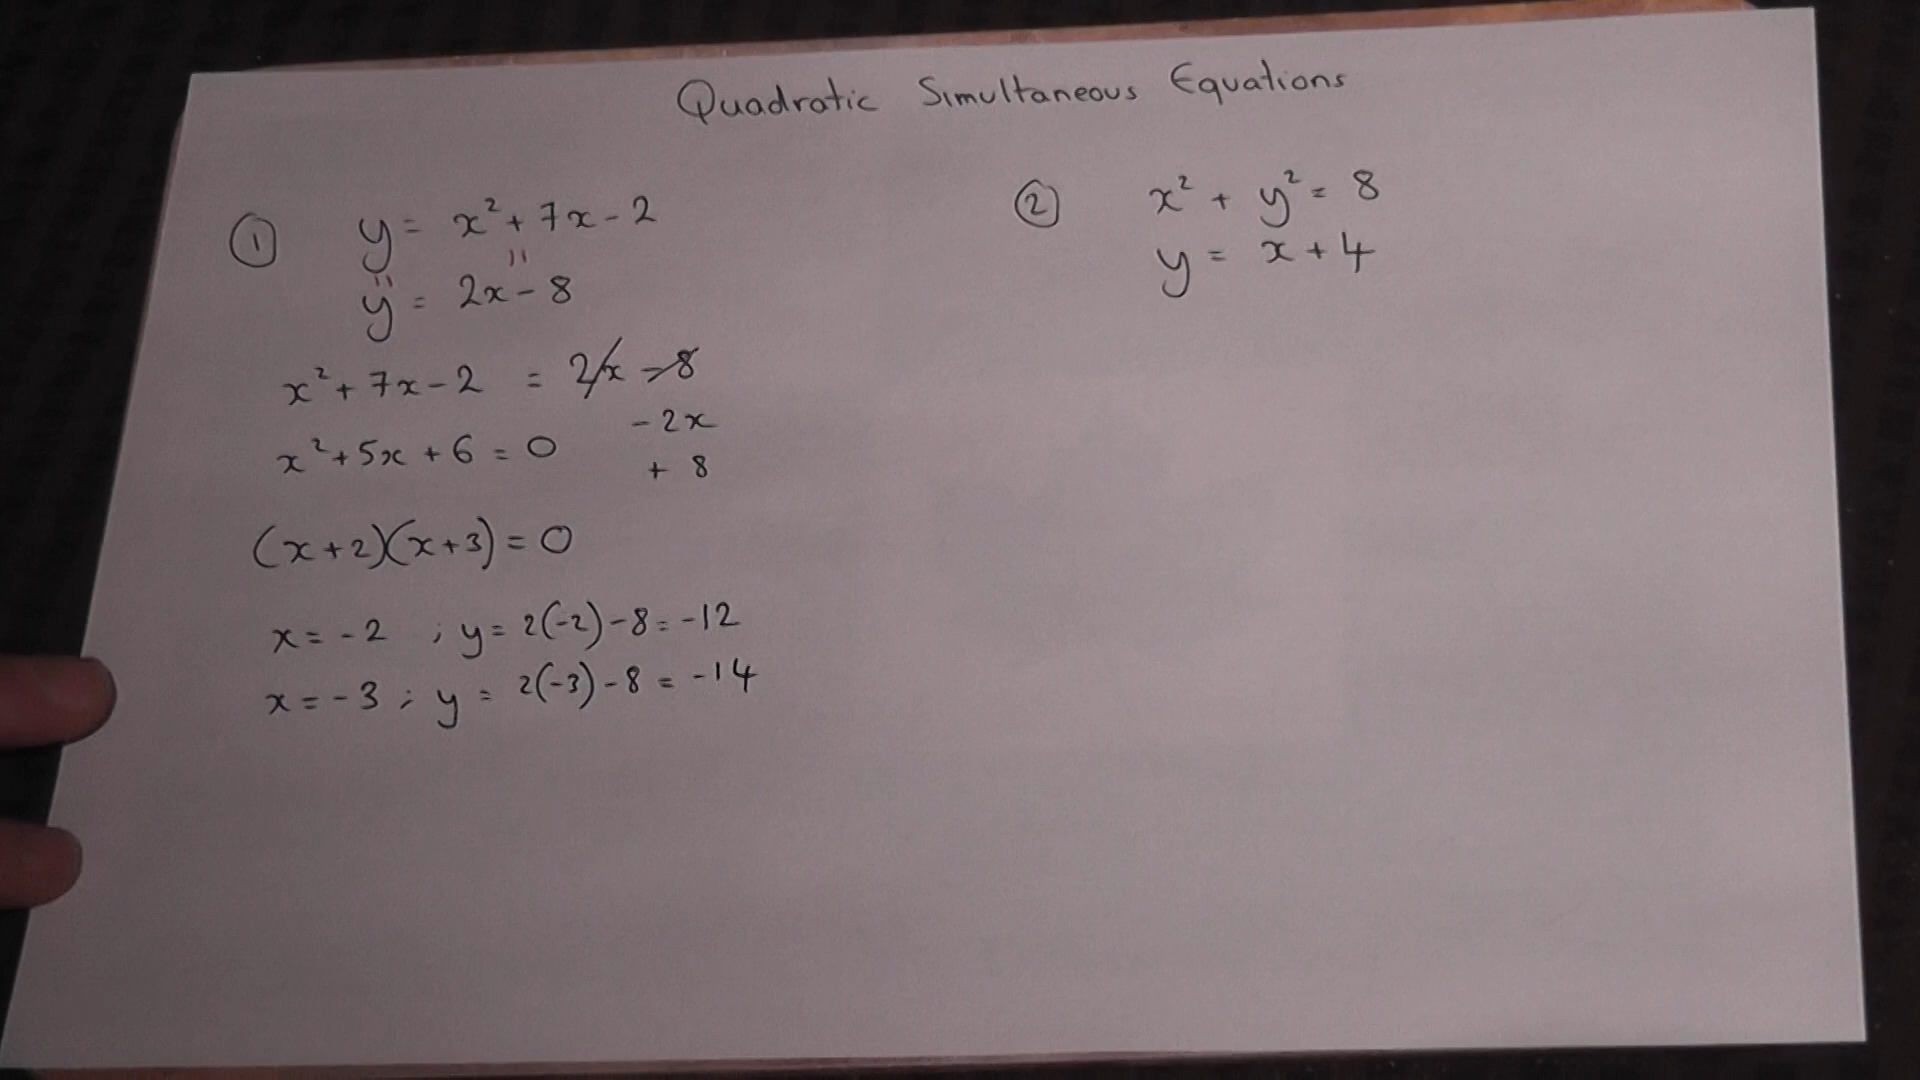 Quadratic Simultaneous Equations
① y = x² + 7x - 2
y = 2x - 8
x² + 7x - 2 = 2x - 8
- 2x
x² + 5x + 6 = 0
+ 8
(x+2)(x+3) = 0
x = -2 ; y = 2(-2) - 8 = -12
x = -3 ; y = 2(-3) - 8 = -14
② x² + y² = 8
y = x + 4